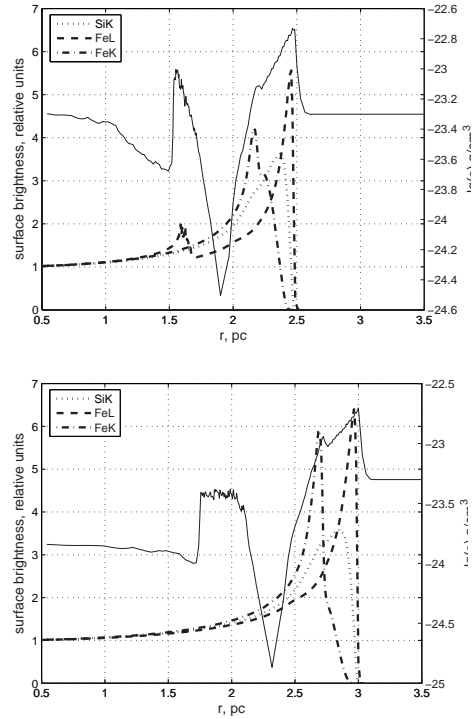 7
6
5
4
3
2
1
0
surface brightness, relative units
SiK
FeL
FeK
0.5 1 1.5 2 2.5 3 3.5
r, pc
−22.6
−22.8
−23
−23.2
−23.4
−23.6
−23.8
−24
−24.2
−24.4
−24.6
7
6
5
4
3
2
1
0
surface brightness, relative units
SiK
FeL
FeK
0.5 1 1.5 2 2.5 3 3.5
r, pc
−22.5
−23
−23.5
−24
−24.5
−25